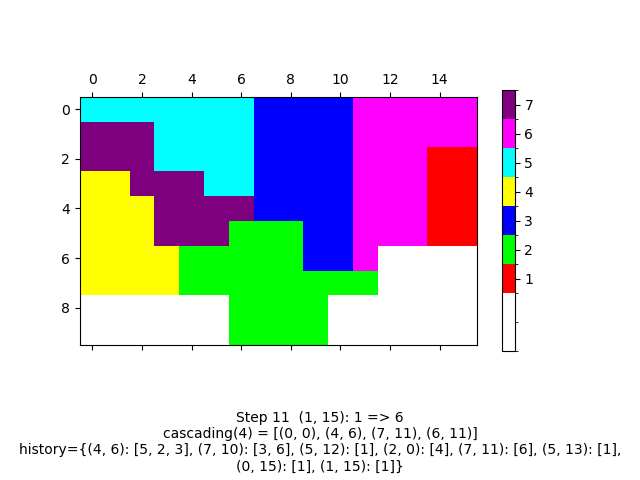 0 2 4 6 8 10 12 14
0
2
4
6
8
7
6
5
4
3
2
1
Step 11  (1, 15): 1 => 6
cascading(4) = [(0, 0), (4, 6), (7, 11), (6, 11)]
history={(4, 6): [5, 2, 3], (7, 10): [3, 6], (5, 12): [1], (2, 0): [4], (7, 11): [6], (5, 13): [1],
(0, 15): [1], (1, 15): [1]}